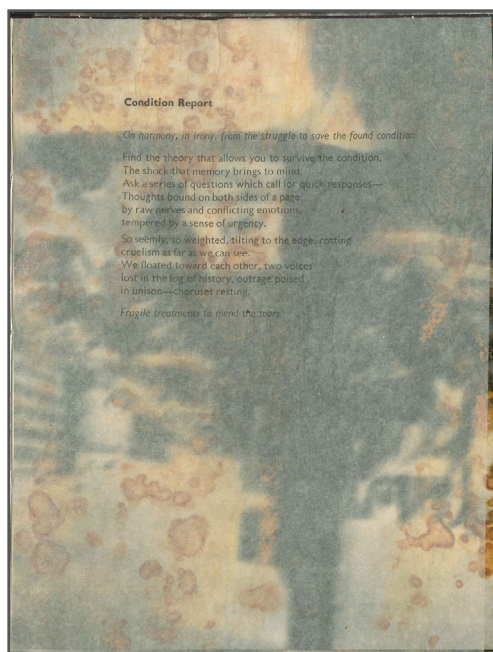 Condition Report
On harmony, in irony, from the struggle to save the found condition
Find the theory that allows you to survive the condition.
The shock that memory brings to mind.
Ask a series of questions which call for quick responses—
Thoughts bound on both sides of a page
by raw nerves and conflicting emotions,
tempered by a sense of urgency.
So seemly, so weighted, tilting to the edge, rotting
cruelism as far as we can see.
We floated toward each other, two voices
lost in the log of history, outrage poised
in unison—choruses resting.
Fragile treatments to mend the tears.